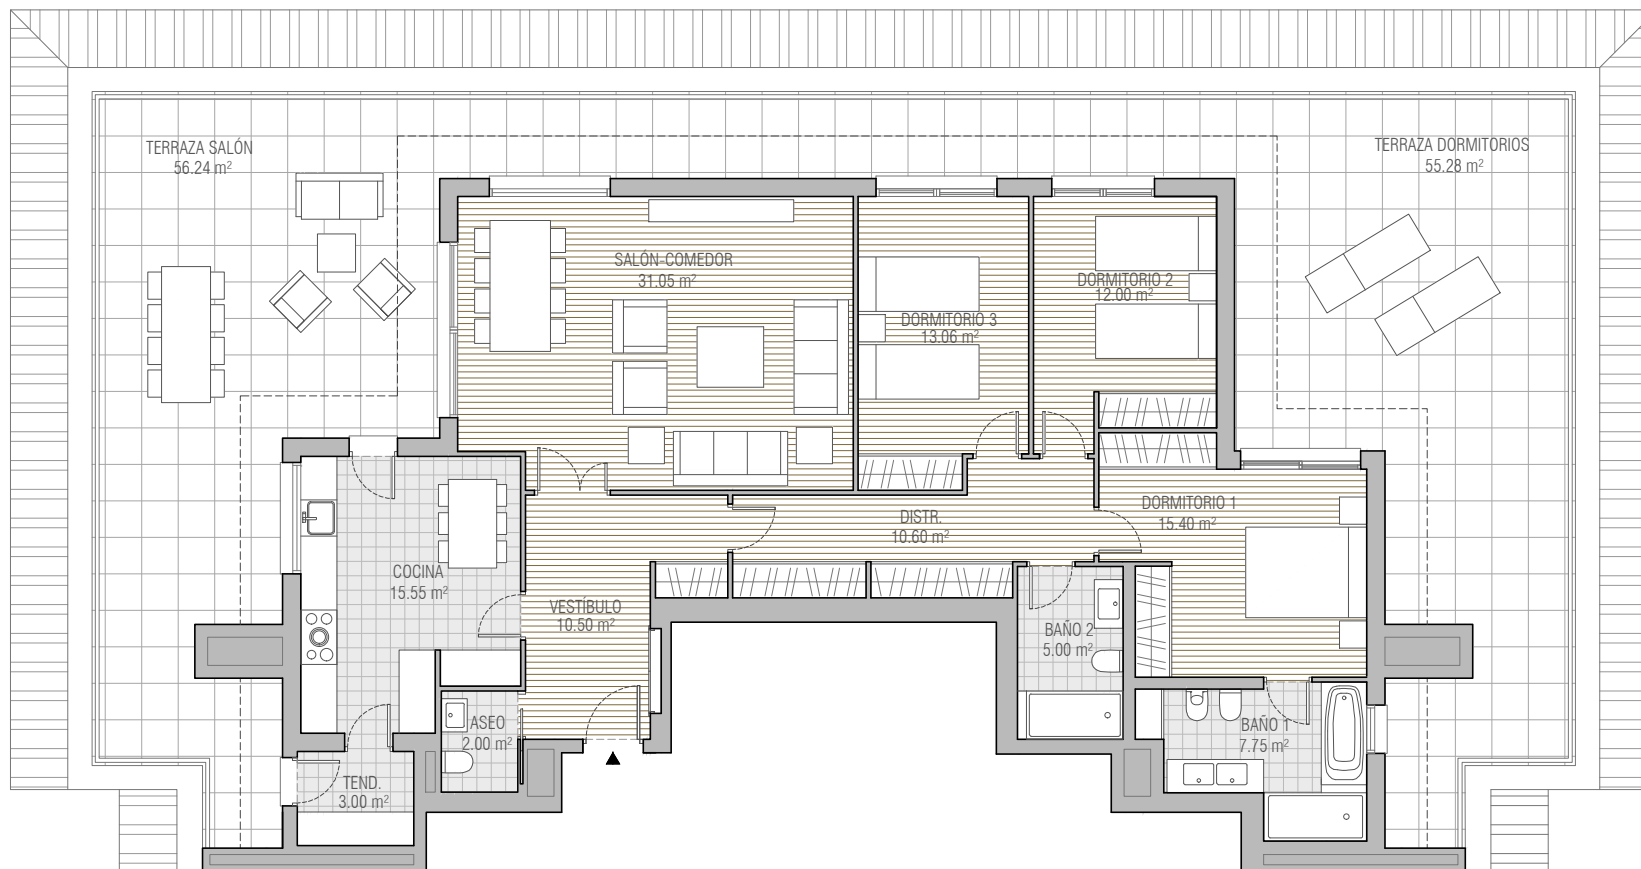 TERRAZA SALÓN
56.24 m²
TERRAZA DORMITORIOS
55.28 m²
SALÓN-COMEDOR
31.05 m²
DORMITORIO 2
12.00 m²
DORMITORIO 3
13.06 m²
DORMITORIO 1
15.40 m²
DISTR.
10.60 m²
COCINA
15.55 m²
VESTÍBULO
10.50 m²
BAÑO 2
5.00 m²
ASEO
2.00 m²
BAÑO 1
7.75 m²
TEND.
3.00 m²